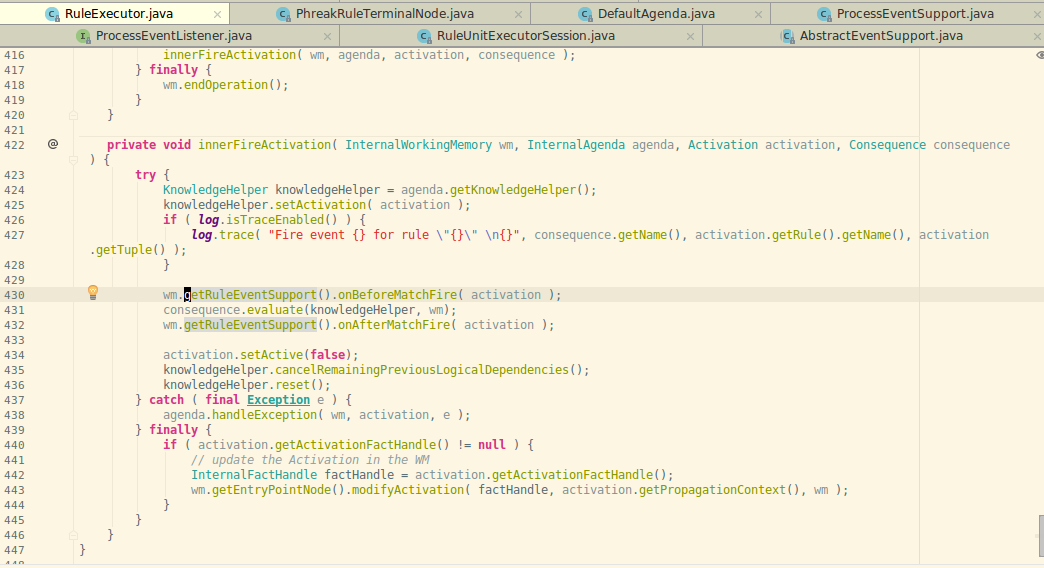 RuleExecutor.java PhreakRuleTerminalNode.java DefaultAgenda.java ProcessEventSupport.java
ProcessEventListener.java RuleUnitExecutorSession.java AbstractEventSupport.java
416 innerFireActivation( wm, agenda, activation, consequence );
417 } finally {
418 wm.endOperation();
419 }
420 }
421
422 @ private void innerFireActivation( InternalWorkingMemory wm, InternalAgenda agenda, Activation activation, Consequence consequence
) {
423 try {
424 KnowledgeHelper knowledgeHelper = agenda.getKnowledgeHelper();
425 knowledgeHelper.setActivation( activation );
426 if ( log.isTraceEnabled() ) {
427 log.trace( "Fire event {} for rule \"{}\" \n{}", consequence.getName(), activation.getRule().getName(), activation
.getTuple() );
428 }
429
430 wm.getRuleEventSupport().onBeforeMatchFire( activation );
431 consequence.evaluate(knowledgeHelper, wm);
432 wm.getRuleEventSupport().onAfterMatchFire( activation );
433
434 activation.setActive(false);
435 knowledgeHelper.cancelRemainingPreviousLogicalDependencies();
436 knowledgeHelper.reset();
437 } catch ( final Exception e ) {
438 agenda.handleException( wm, activation, e );
439 } finally {
440 if ( activation.getActivationFactHandle() != null ) {
441 // update the Activation in the WM
442 InternalFactHandle factHandle = activation.getActivationFactHandle();
443 wm.getEntryPointNode().modifyActivation( factHandle, activation.getPropagationContext(), wm );
444 }
445 }
446 }
447 }